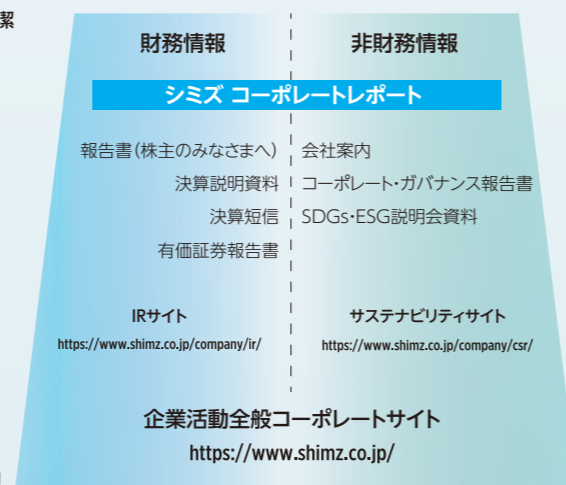 潔
財務情報
非財務情報
シミズ コーポレートレポート
報告書(株主のみなさまへ)
決算説明資料
決算短信
有価証券報告書
会社案内
コーポレート・ガバナンス報告書
SDGs・ESG説明会資料
IRサイト
https://www.shimz.co.jp/company/ir/
サステナビリティサイト
https://www.shimz.co.jp/company/csr/
企業活動全般コーポレートサイト
https://www.shimz.co.jp/